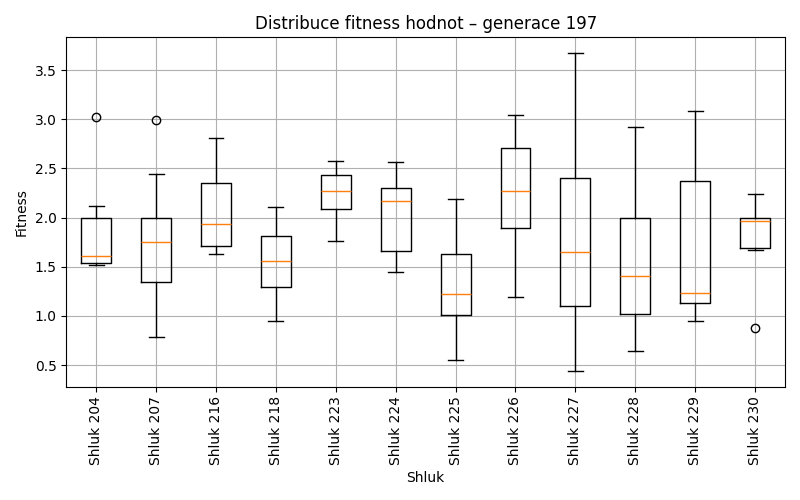 Distribuce fitness hodnot – generace 197
Fitness
3.5
3.0
2.5
2.0
1.5
1.0
0.5
Shluk 204
Shluk 207
Shluk 216
Shluk 218
Shluk 223
Shluk 224
Shluk 225
Shluk 226
Shluk 227
Shluk 228
Shluk 229
Shluk 230
Shluk